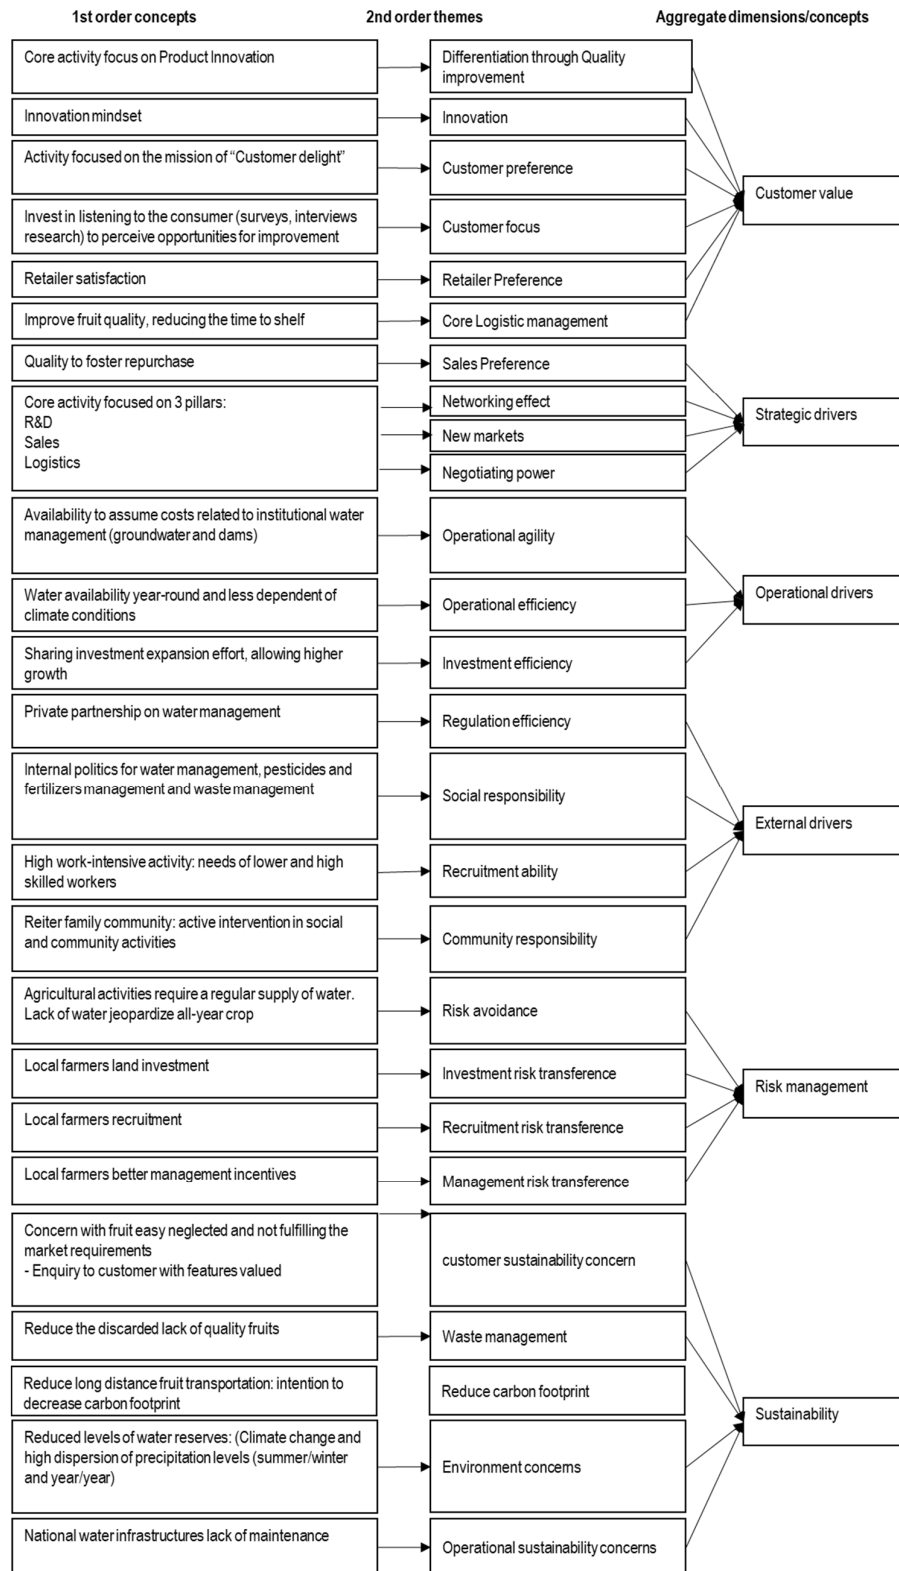 1st order concepts
2nd order themes
Aggregate dimensions/concepts
Core activity focus on Product Innovation
Differentiation through Quality
improvement
Innovation mindset
Innovation
Activity focused on the mission of “Customer delight”
Customer preference
Customer value
Invest in listening to the consumer (surveys, interviews
research) to perceive opportunities for improvement
Customer focus
Retailer satisfaction
Retailer Preference
Improve fruit quality, reducing the time to shelf
Core Logistic management
Quality to foster repurchase
Sales Preference
Core activity focused on 3 pillars:
R&D
Sales
Logistics
Networking effect
New markets
Negotiating power
Strategic drivers
Availability to assume costs related to institutional water
management (groundwater and dams)
Operational agility
Water availability year-round and less dependent of
climate conditions
Operational efficiency
Operational drivers
Sharing investment expansion effort, allowing higher
growth
Investment efficiency
Private partnership on water management
Regulation efficiency
Internal politics for water management, pesticides and
fertilizers management and waste management
Social responsibility
External drivers
High work-intensive activity: needs of lower and high
skilled workers
Recruitment ability
Reiter family community: active intervention in social
and community activities
Community responsibility
Agricultural activities require a regular supply of water.
Lack of water jeopardize all-year crop
Risk avoidance
Local farmers land investment
Investment risk transference
Risk management
Local farmers recruitment
Recruitment risk transference
Local farmers better management incentives
Management risk transference
Concern with fruit easy neglected and not fulfilling the
market requirements
- Enquiry to customer with features valued
customer sustainability concern
Reduce the discarded lack of quality fruits
Waste management
Reduce long distance fruit transportation: intention to
decrease carbon footprint
Reduce carbon footprint
Sustainability
Reduced levels of water reserves: (Climate change and
high dispersion of precipitation levels (summer/winter
and year/year)
Environment concerns
National water infrastructures lack of maintenance
Operational sustainability concerns